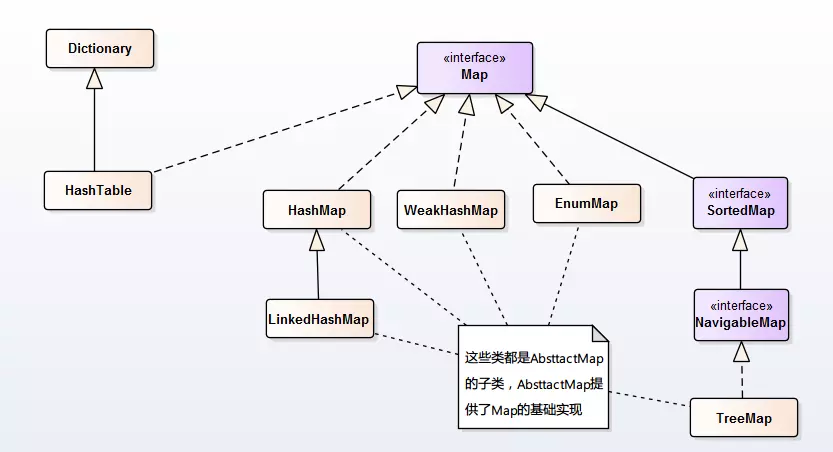 Dictionary
«interface»
Map
HashTable
HashMap
WeakHashMap
EnumMap
«interface»
SortedMap
LinkedHashMap
«interface»
NavigableMap
这些类都是AbsttactMap
的子类，AbsttactMap提
供了Map的基础实现
TreeMap